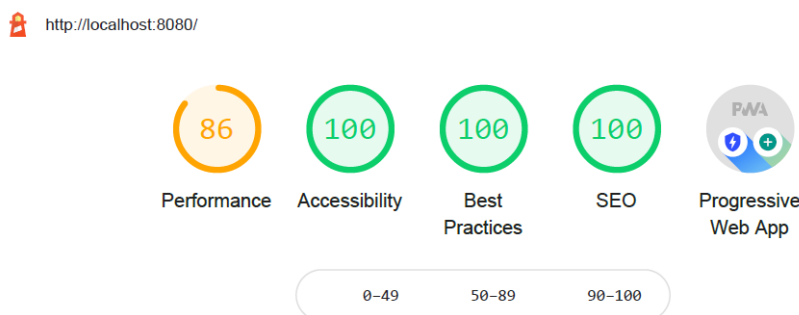 http://localhost:8080/
PWA
86
100
100
100
Performance
Accessibility
Best
Practices
SEO
Progressive
Web App
0–49
50–89
90–100